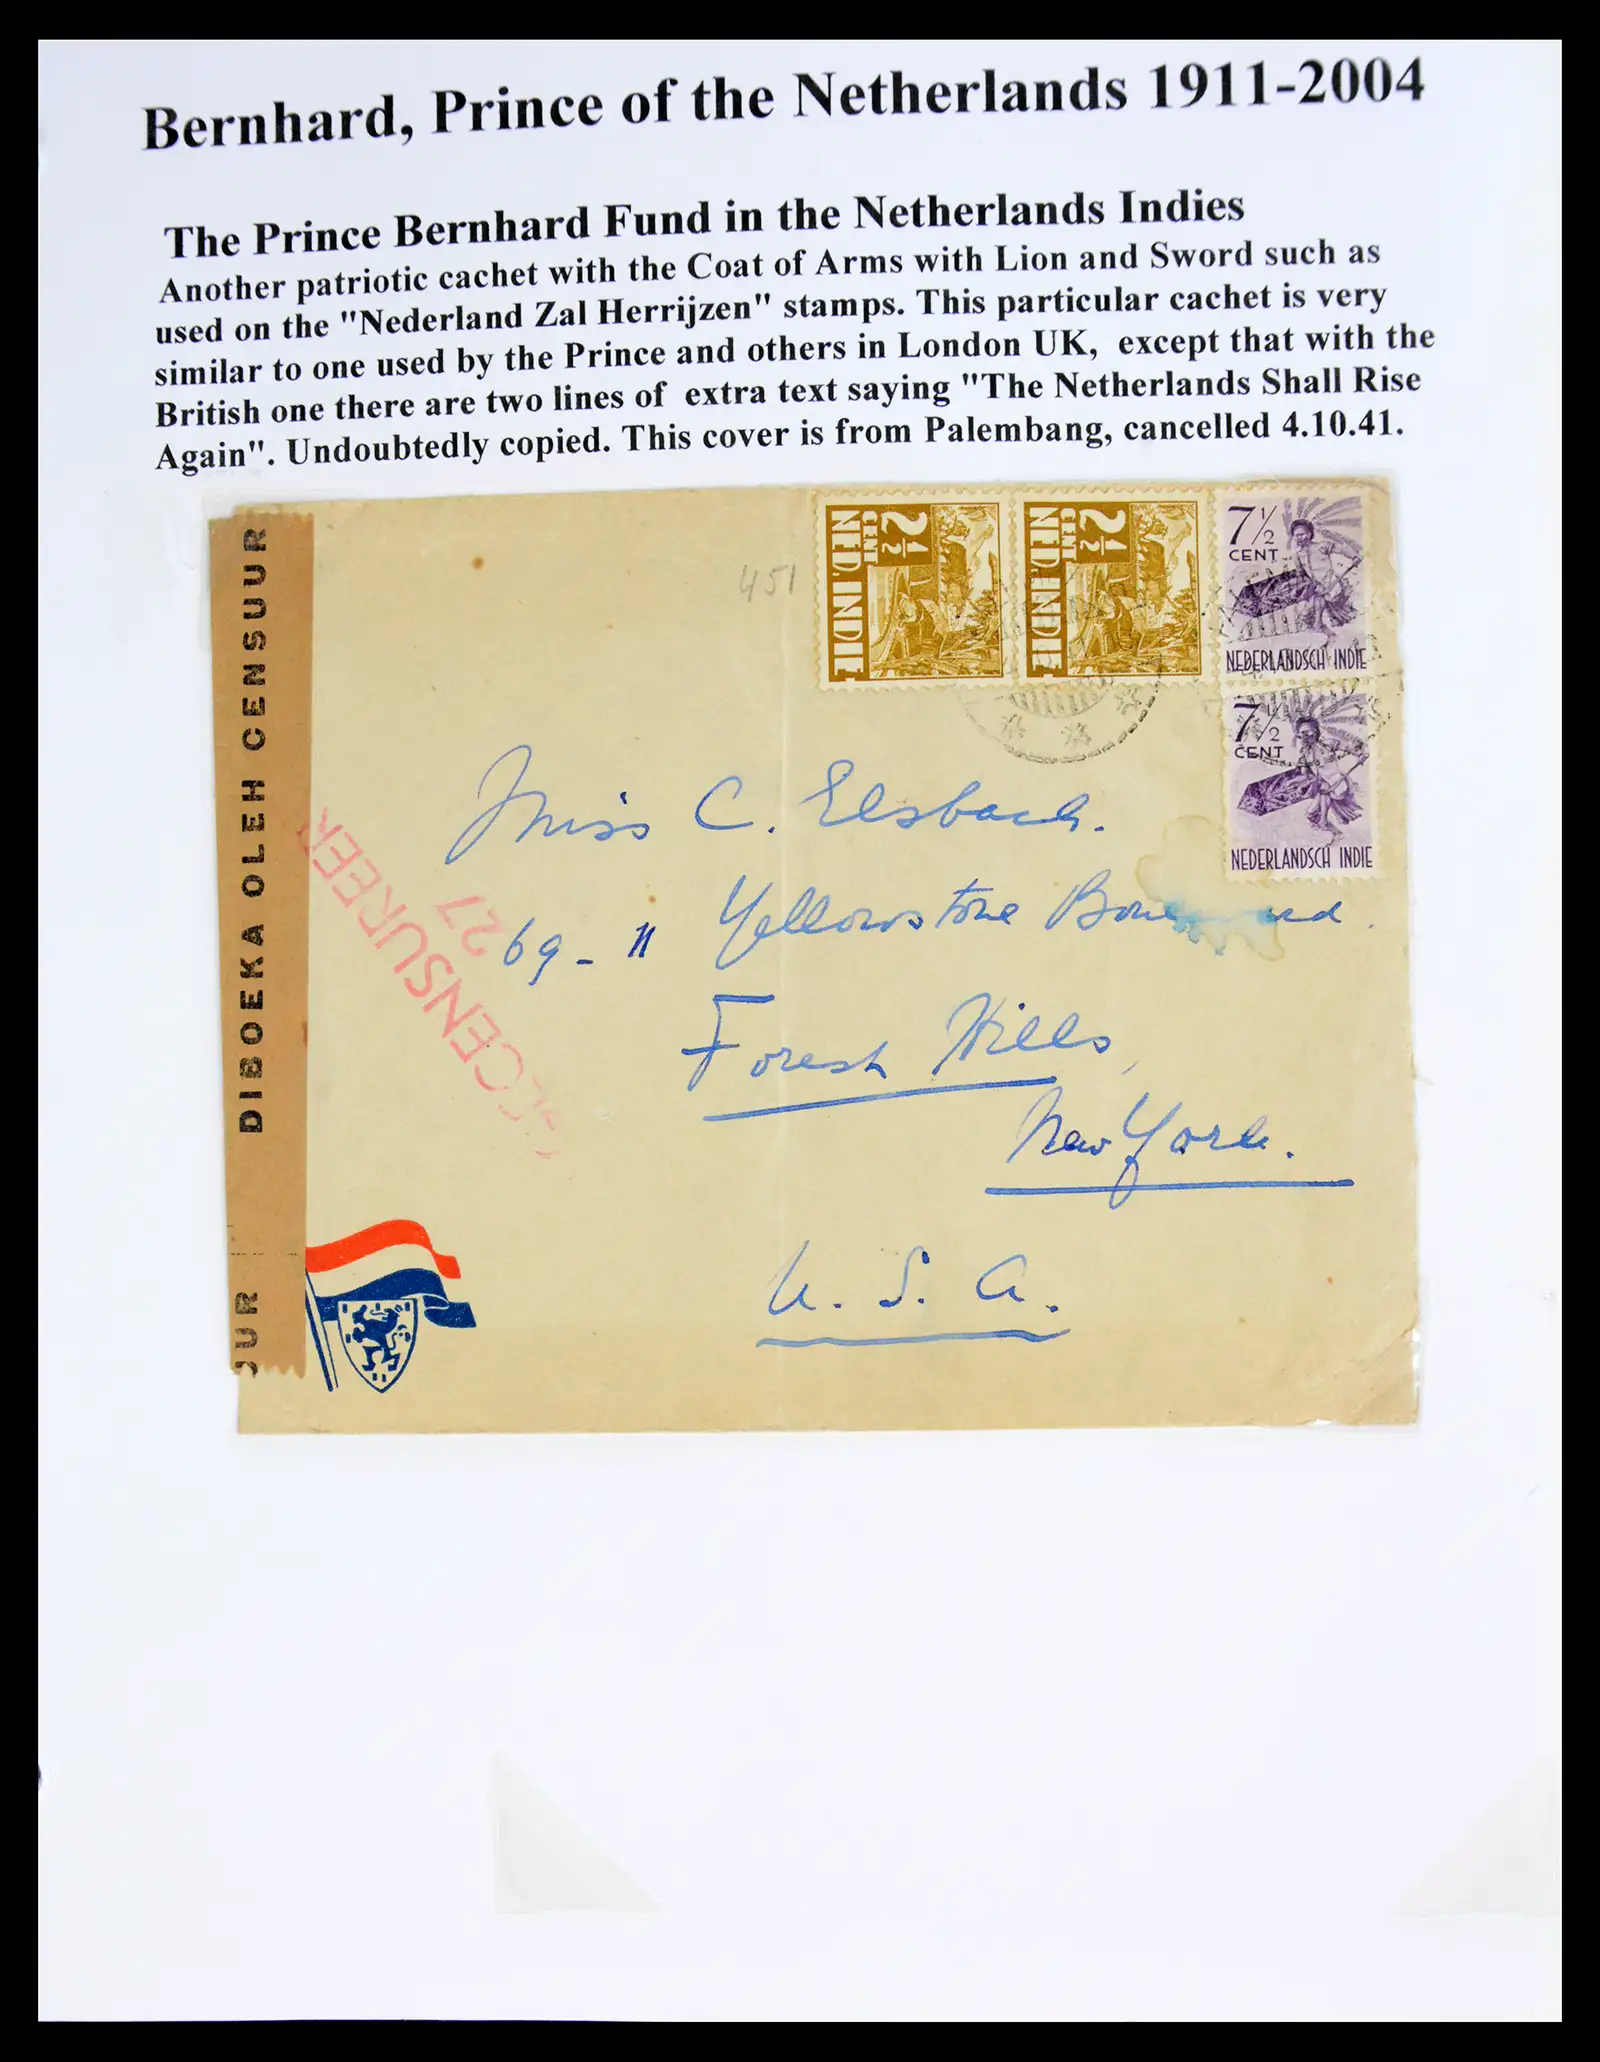 Bernhard, Prince of the Netherlands 1911-2004
The Prince Bernhard Fund in the Netherlands Indies
Another patriotic cachet with the Coat of Arms with Lion and Sword such as
used on the "Nederland Zal Herrijzen" stamps. This particular cachet is very
similar to one used by the Prince and others in London UK, except that with the
British one there are two lines of extra text saying "The Netherlands Shall Rise
Again". Undoubtedly copied. This cover is from Palembang, cancelled 4.10.41.
DIBOEKA OLEH CENSUUR
UR
451
2½
CENT
NED. INDIE
2½
CENT
NED. INDIE
7½
CENT
NEDERLANDSCH INDIE
7½
CENT
NEDERLANDSCH INDIE
27
Miss C. Elsbach.
69-11 Yellowstone
Forest Hills,
New York.
U. S. A.